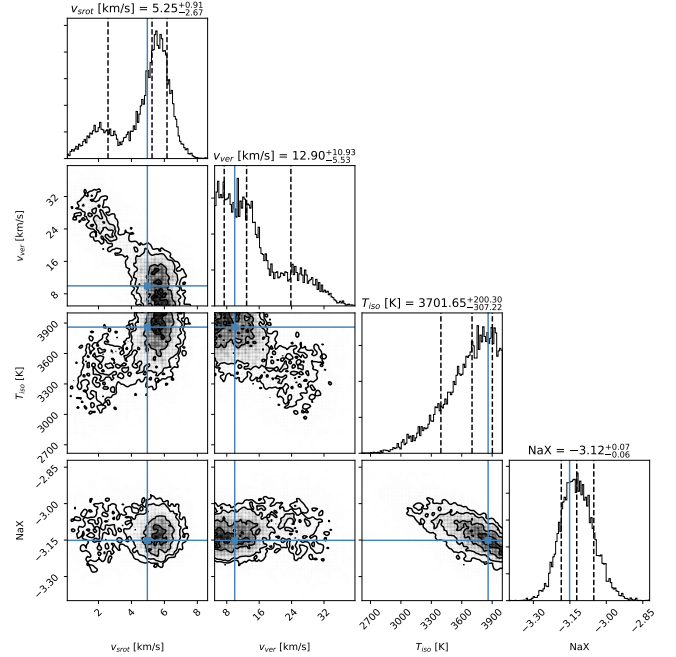 v_srot [km/s] = 5.25^{+0.91}_{−2.67}
v_ver [km/s] = 12.90^{+10.93}_{−5.53}
32
24
16
8
v_ver [km/s]
T_iso [K] = 3701.65^{+200.30}_{−307.22}
3900
3600
3300
3000
2700
T_iso [K]
NaX = −3.12^{+0.07}_{−0.06}
−2.85
−3.00
−3.15
−3.30
NaX
2 4 6 8
8 16 24 32
2700 3000 3300 3600 3900
−3.30 −3.15 −3.00 −2.85
v_srot [km/s] v_ver [km/s] T_iso [K] NaX